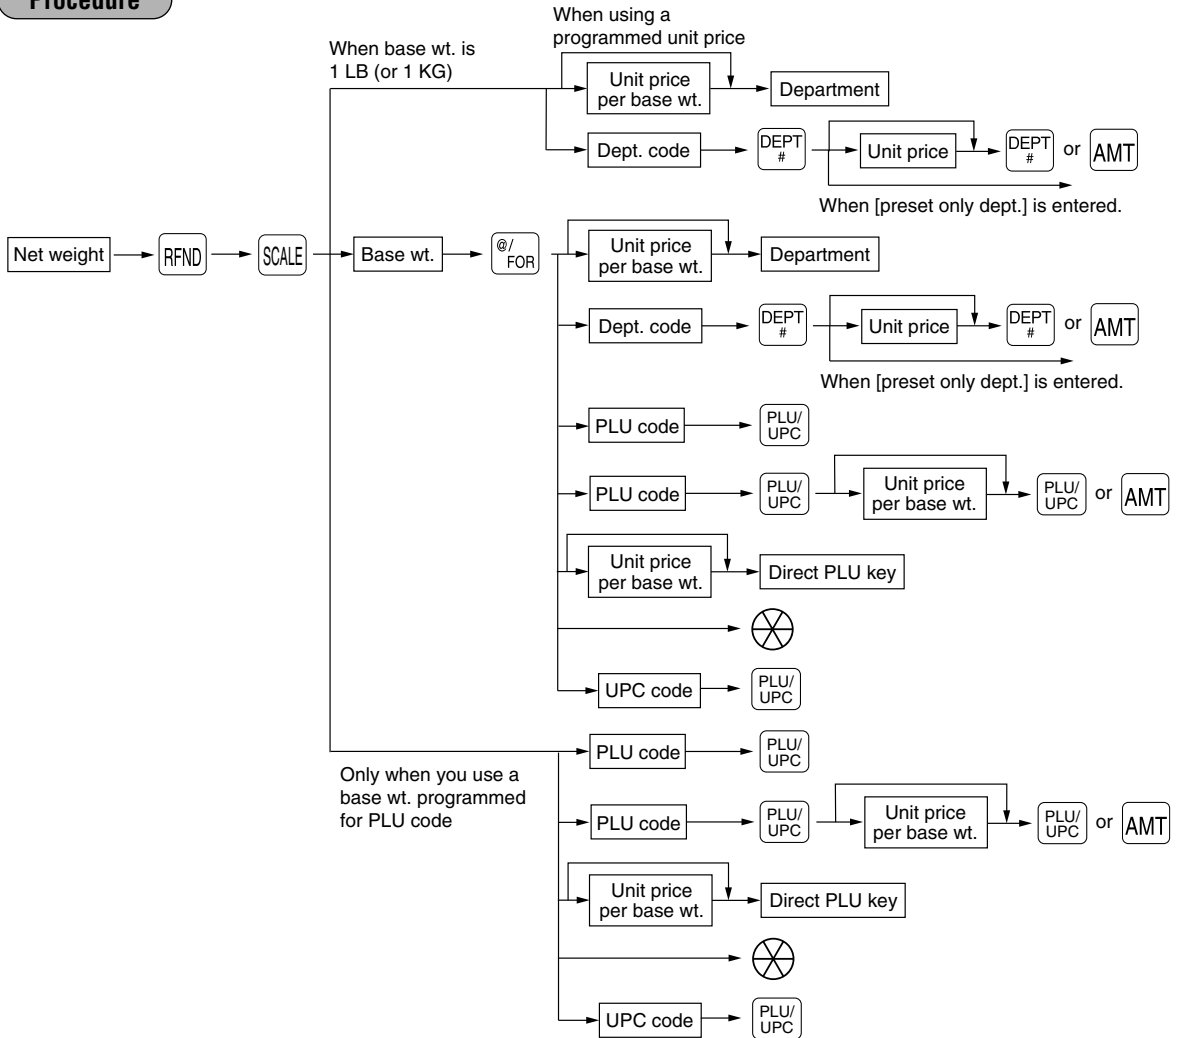 Procedure
When using a
programmed unit price
When base wt. is
1 LB (or 1 KG)
Unit price
per base wt.
Department
Dept. code
DEPT
#
Unit price
DEPT
#
or
AMT
When [preset only dept.] is entered.
Net weight
RFND
SCALE
Base wt.
@/
FOR
Unit price
per base wt.
Department
Dept. code
DEPT
#
Unit price
DEPT
#
or
AMT
When [preset only dept.] is entered.
PLU code
PLU/
UPC
PLU code
PLU/
UPC
Unit price
per base wt.
PLU/
UPC
or
AMT
Unit price
per base wt.
Direct PLU key
UPC code
PLU/
UPC
PLU code
PLU/
UPC
Only when you use a
base wt. programmed
for PLU code
PLU code
PLU/
UPC
Unit price
per base wt.
PLU/
UPC
or
AMT
Unit price
per base wt.
Direct PLU key
UPC code
PLU/
UPC